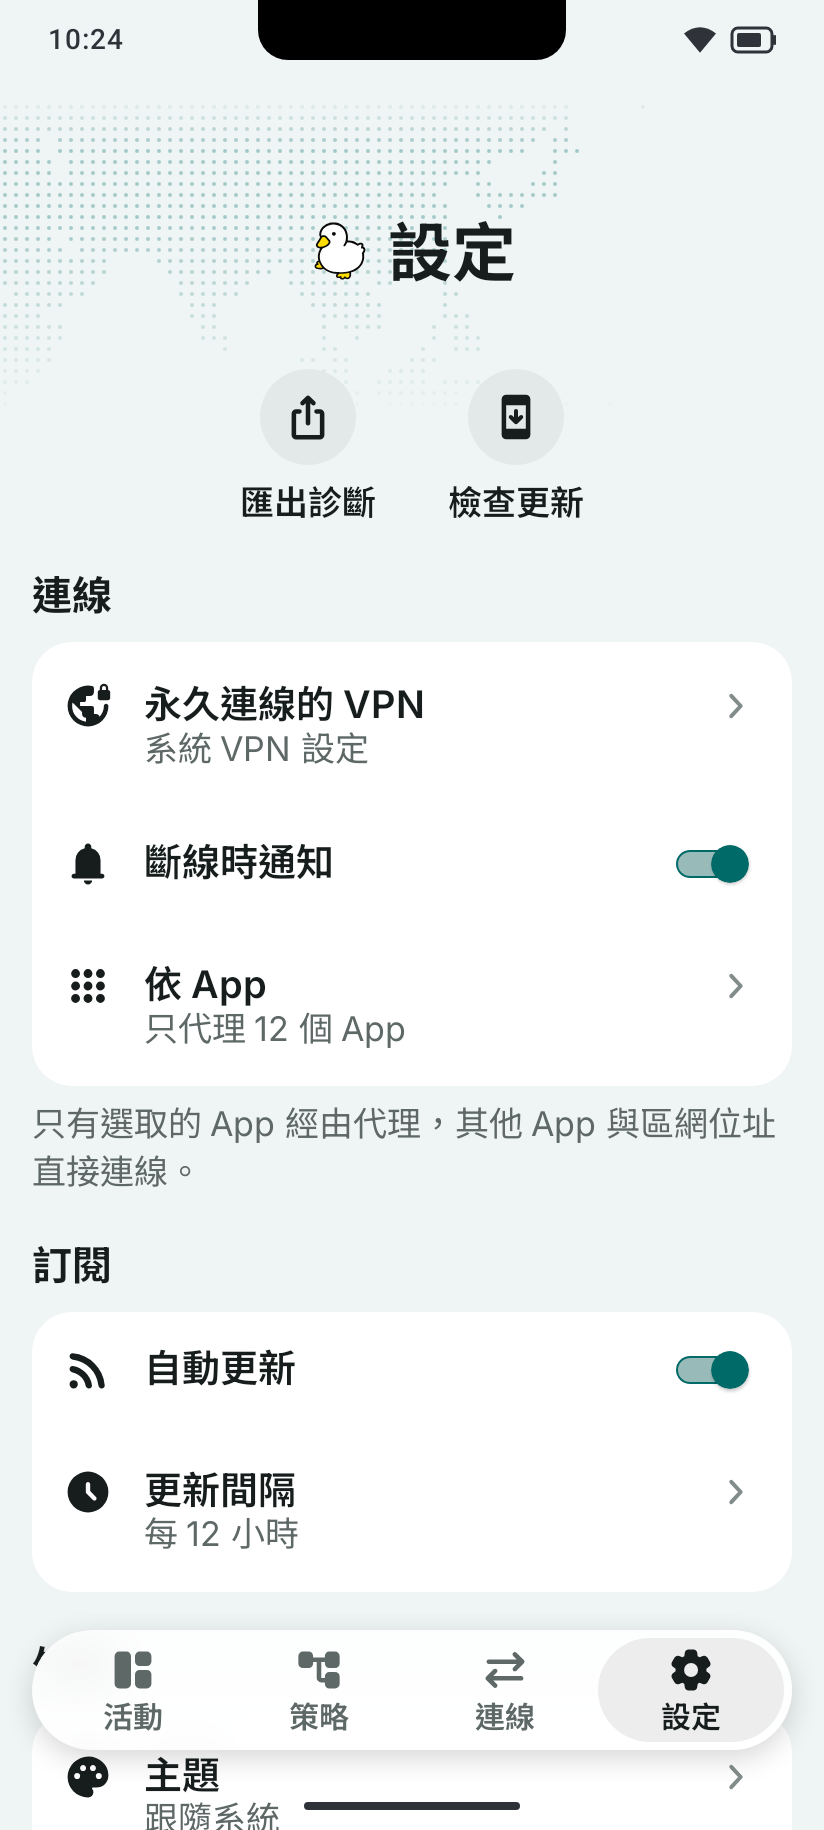 10:24
設定
匯出診斷
檢查更新
連線
永久連線的 VPN
系統 VPN 設定
斷線時通知
依 App
只代理 12 個 App
只有選取的 App 經由代理，其他 App 與區網位址
直接連線。
訂閱
自動更新
更新間隔
每 12 小時
活動
策略
連線
設定
主題
跟隨系統